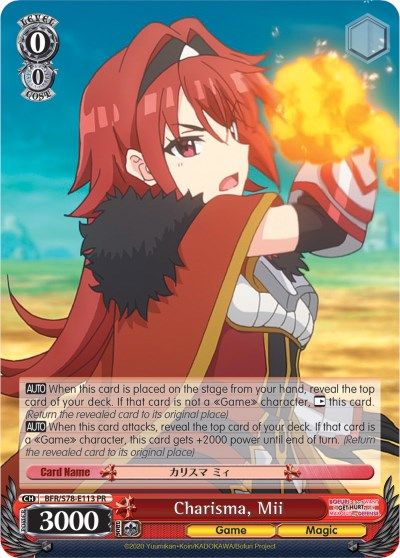 LEVEL
0
0
COST
AUTO When this card is placed on the stage from your hand, reveal the top
card of your deck. If that card is not a «Game» character, this card.
(Return the revealed card to its original place)
AUTO When this card attacks, reveal the top card of your deck. If that card is
a «Game» character, this card gets +2000 power until end of turn. (Return
the revealed card to its original place)
Card Name カリスマ ミィ
CH BFR/S78-E113 PR
POWER 3000
Charisma, Mii
Game Magic
©2020 Yuumikan・Koin/KADOKAWA/Bofuri Project